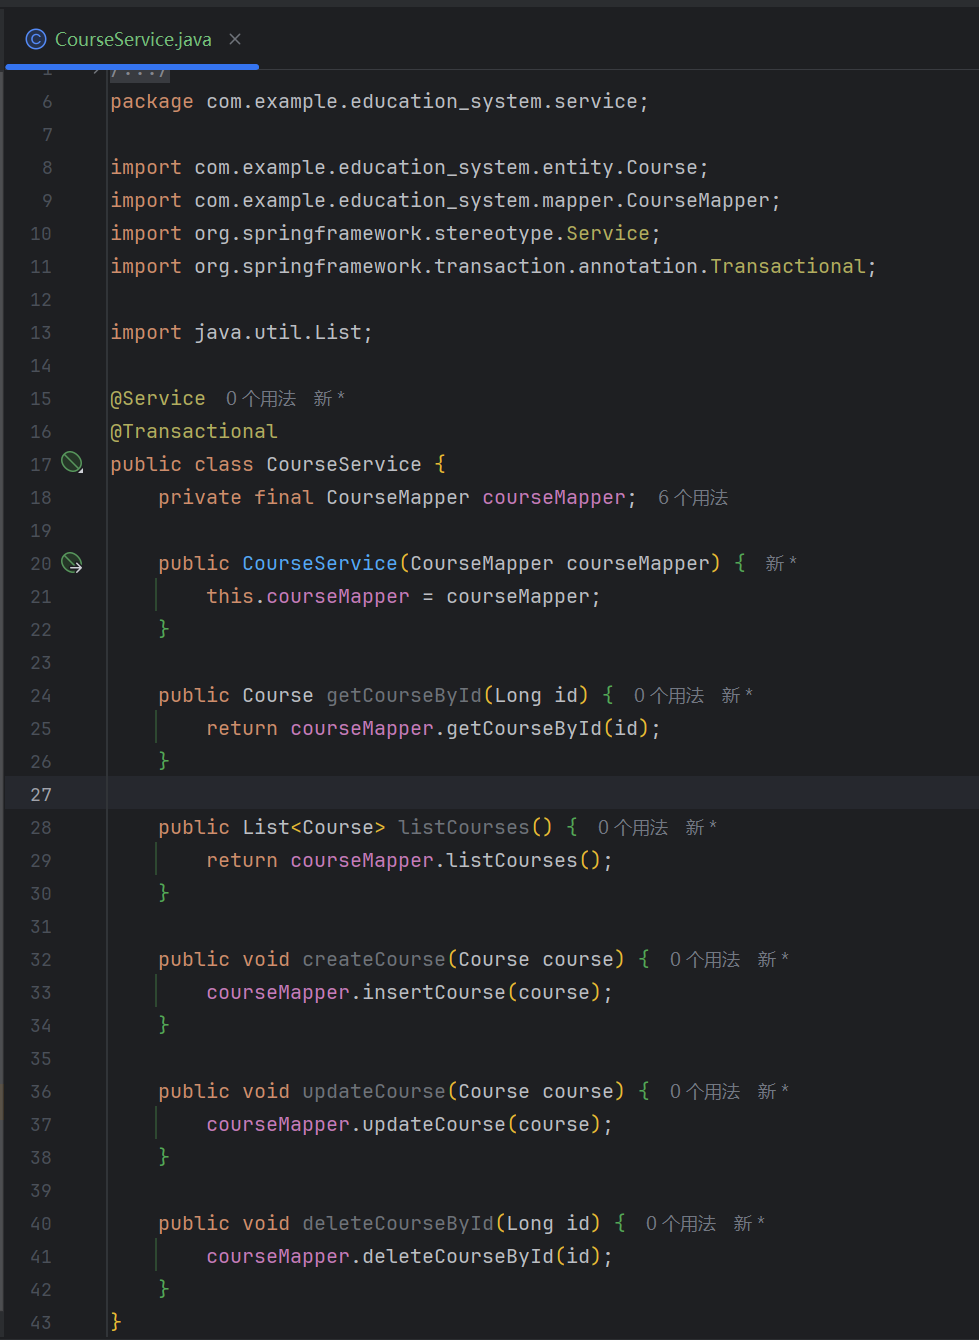 CourseService.java
1 /.../
6 package com.example.education_system.service;
7
8 import com.example.education_system.entity.Course;
9 import com.example.education_system.mapper.CourseMapper;
10 import org.springframework.stereotype.Service;
11 import org.springframework.transaction.annotation.Transactional;
12
13 import java.util.List;
14
15 @Service 0 个用法 新 *
16 @Transactional
17 public class CourseService {
18 private final CourseMapper courseMapper; 6 个用法
19
20 public CourseService(CourseMapper courseMapper) { 新 *
21 this.courseMapper = courseMapper;
22 }
23
24 public Course getCourseById(Long id) { 0 个用法 新 *
25 return courseMapper.getCourseById(id);
26 }
27
28 public List<Course> listCourses() { 0 个用法 新 *
29 return courseMapper.listCourses();
30 }
31
32 public void createCourse(Course course) { 0 个用法 新 *
33 courseMapper.insertCourse(course);
34 }
35
36 public void updateCourse(Course course) { 0 个用法 新 *
37 courseMapper.updateCourse(course);
38 }
39
40 public void deleteCourseById(Long id) { 0 个用法 新 *
41 courseMapper.deleteCourseById(id);
42 }
43 }